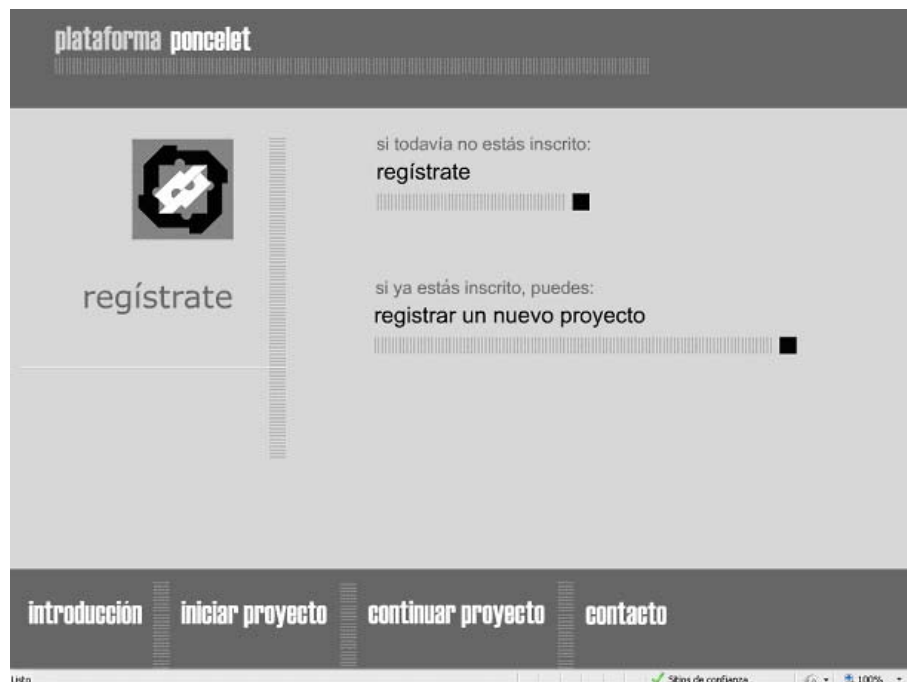 plataforma poncelet
si todavía no estás inscrito:
regístrate
regístrate
si ya estás inscrito, puedes:
registrar un nuevo proyecto
introducción iniciar proyecto continuar proyecto contacto
Listo Sitios de confianza 100%